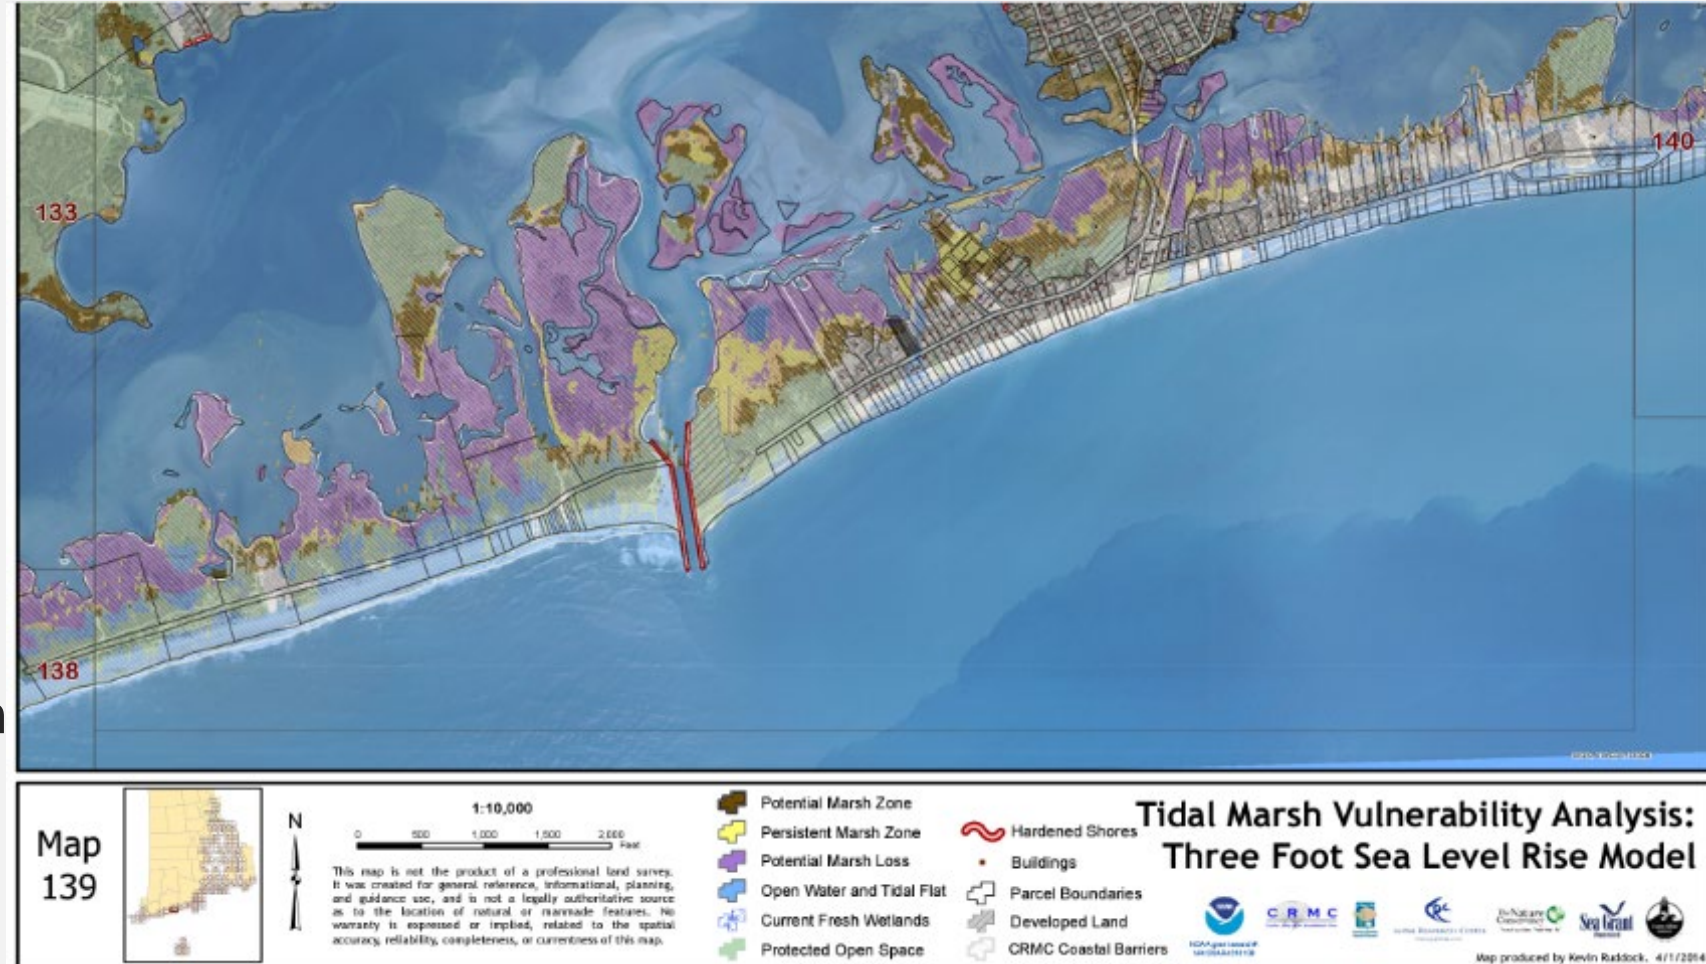 133
140
138
Map
139
N
1:10,000
0 500 1,000 1,500 2,000
Feet
This map is not the product of a professional land survey.
It was created for general reference, informational, planning,
and guidance use, and is not a legally authoritative source
as to the location of natural or manmade features. No
warranty is expressed or implied, related to the spatial
accuracy, reliability, completeness, or currentness of this map.
Potential Marsh Zone
Persistent Marsh Zone
Potential Marsh Loss
Open Water and Tidal Flat
Current Fresh Wetlands
Protected Open Space
Hardened Shores
Buildings
Parcel Boundaries
Developed Land
CRMC Coastal Barriers
Tidal Marsh Vulnerability Analysis:
Three Foot Sea Level Rise Model
CRMC
Sea Grant
Map produced by Kevin Ruddock.